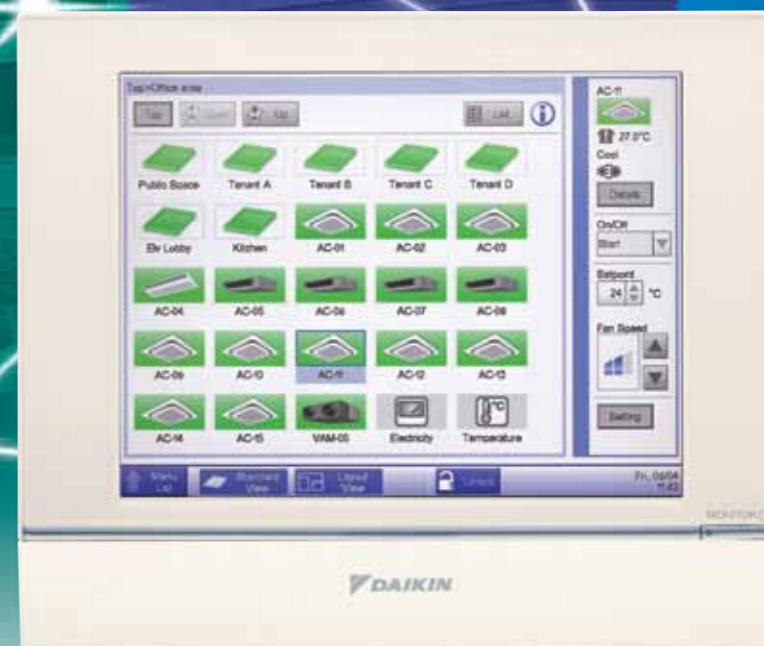 Top>Office area
Top
Up
List
Public Space
Tenant A
Tenant B
Tenant C
Tenant D
Elv Lobby
Kitchen
AC-01
AC-02
AC-03
AC-04
AC-05
AC-06
AC-07
AC-08
AC-09
AC-10
AC-11
AC-12
AC-13
AC-14
AC-15
VAM-05
Electricity
°C
Temperature
AC-11
27.0°C
Cool
Details
On/Off
Start
Setpoint
24 °C
Fan Speed
Setting
Menu
List
Standard
View
Layout
View
Fri, 06/04
11:43
DAIKIN